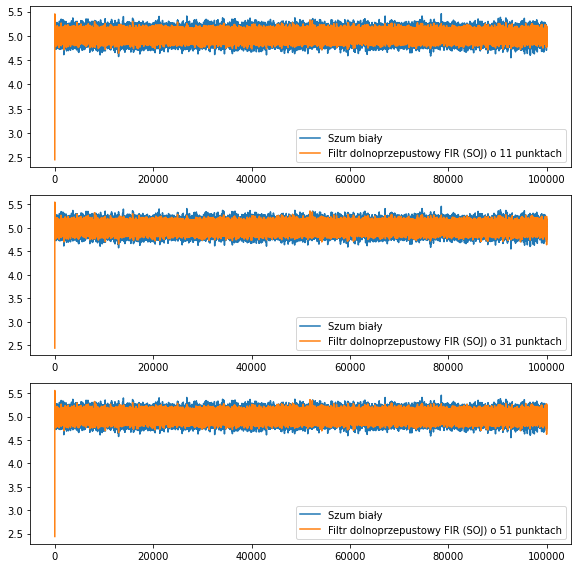 5.5
5.0
4.5
4.0
3.5
3.0
2.5
Szum biały
Filtr dolnoprzepustowy FIR (SOJ) o 11 punktach
0 20000 40000 60000 80000 100000
5.5
5.0
4.5
4.0
3.5
3.0
2.5
Szum biały
Filtr dolnoprzepustowy FIR (SOJ) o 31 punktach
0 20000 40000 60000 80000 100000
5.5
5.0
4.5
4.0
3.5
3.0
2.5
Szum biały
Filtr dolnoprzepustowy FIR (SOJ) o 51 punktach
0 20000 40000 60000 80000 100000